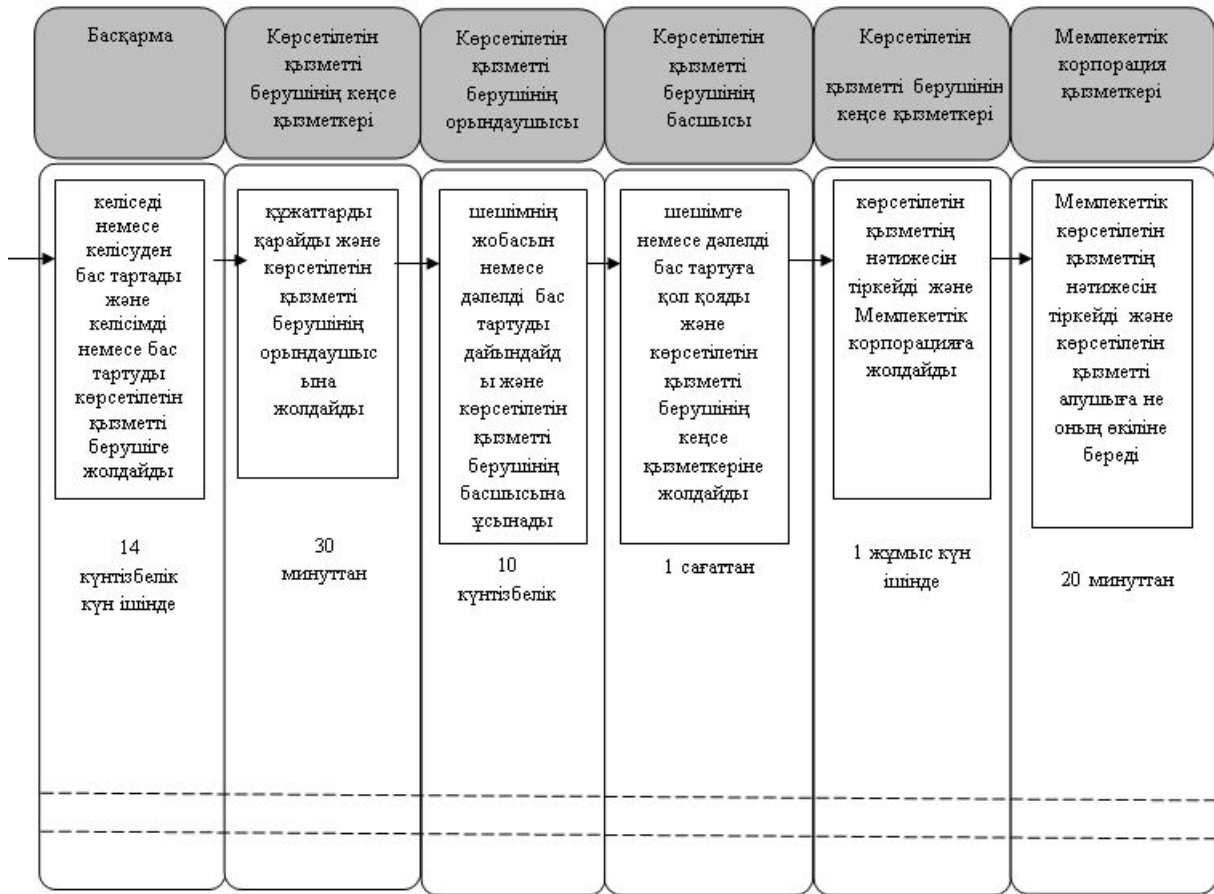 Басқарма
Көрсетілетін
қызметті
берушінің кеңсе
қызметкері
Көрсетілетін
қызметті
берушінің
орындаушысы
Көрсетілетін
қызметті
берушінің
басшысы
Көрсетілетін
қызметті берушінін
кеңсе қызметкері
Мемлекеттік
корпорация
қызметкері
келіседі
немесе
келісуден
бас тартады
және
келісімді
немесе бас
тартуды
көрсетілетін
қызметті
берушіге
жолдайды
14
күнтізбелік
күн ішінде
құжаттарды
қарайды және
көрсетілетін
қызметті
берушінің
орындаушыс
ына
жолдайды
30
минуттан
шешімнің
жобасын
немесе
дәлелді бас
тартуды
дайындайд
ы және
көрсетілетін
қызметті
берушінің
басшысына
ұсынады
10
күнтізбелік
шешімге
немесе дәлелді
бас тартуға
қол қояды
және
көрсетілетін
қызметті
берушінің
кеңсе
қызметкеріне
жолдайды
1 сағаттан
көрсетілетін
қызметтің
нәтижесін
тіркейді және
Мемлекеттік
корпорацияға
жолдайды
1 жұмыс күн
ішінде
Мемлекеттік
көрсетілетін
қызметтің
нәтижесін
тіркейді және
көрсетілетін
қызметті
алушыға не
оның өкіліне
береді
20 минуттан